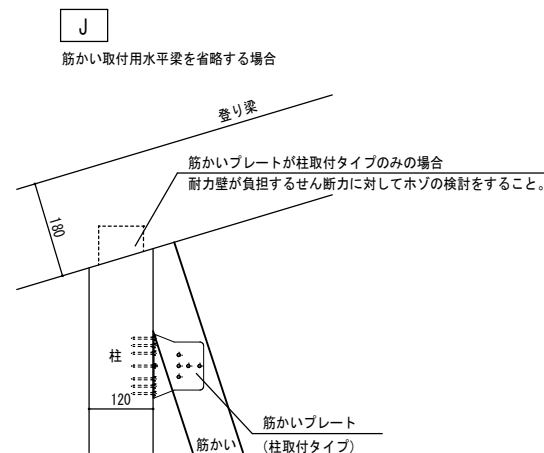 J
筋かい取付用水平梁を省略する場合
登り梁
筋かいプレートが柱取付タイプのみの場合
耐力壁が負担するせん断力に対してホゾの検討をすること。
180
柱
120
筋かいプレート
(柱取付タイプ)
筋かい